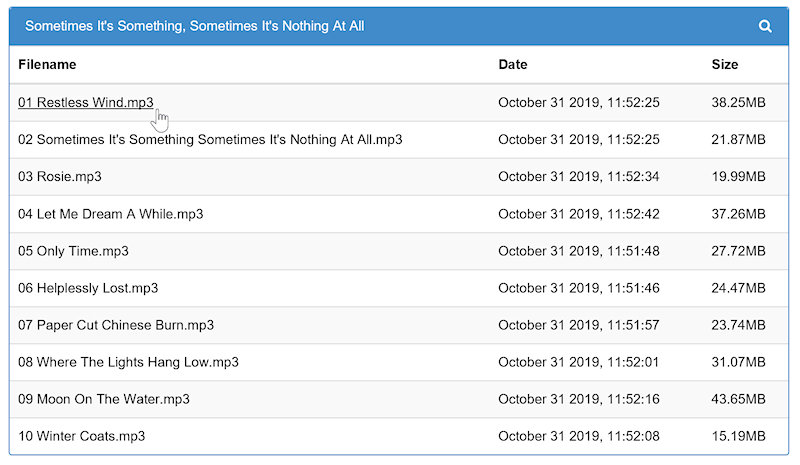 Sometimes It's Something, Sometimes It's Nothing At All
Filename Date Size
01 Restless Wind.mp3 October 31 2019, 11:52:25 38.25MB
02 Sometimes It's Something Sometimes It's Nothing At All.mp3 October 31 2019, 11:52:25 21.87MB
03 Rosie.mp3 October 31 2019, 11:52:34 19.99MB
04 Let Me Dream A While.mp3 October 31 2019, 11:52:42 37.26MB
05 Only Time.mp3 October 31 2019, 11:51:48 27.72MB
06 Helplessly Lost.mp3 October 31 2019, 11:51:46 24.47MB
07 Paper Cut Chinese Burn.mp3 October 31 2019, 11:51:57 23.74MB
08 Where The Lights Hang Low.mp3 October 31 2019, 11:52:01 31.07MB
09 Moon On The Water.mp3 October 31 2019, 11:52:16 43.65MB
10 Winter Coats.mp3 October 31 2019, 11:52:08 15.19MB